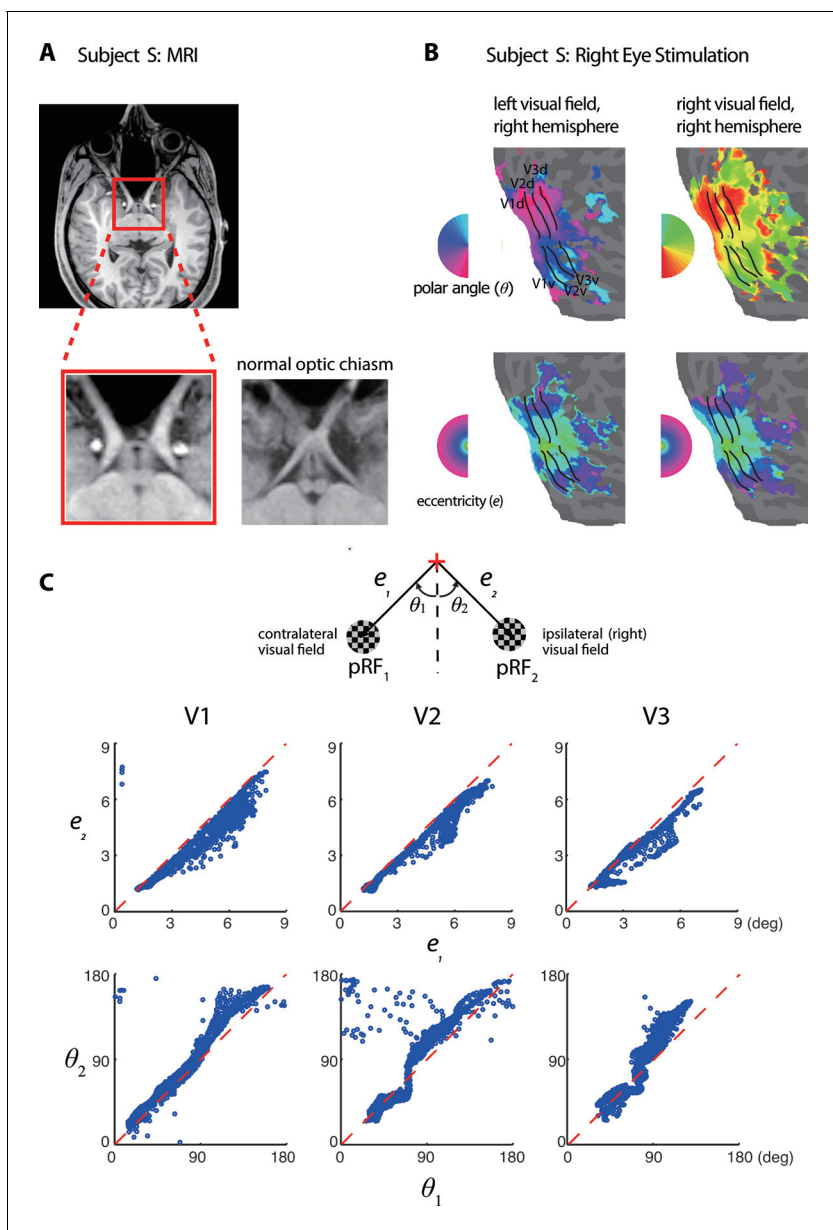 A Subject S: MRI
B Subject S: Right Eye Stimulation
left visual field,
right hemisphere
right visual field,
right hemisphere
V3d
V2d
V1d
polar angle (θ)
V1v
V3v
V2v
normal optic chiasm
eccentricity (e)
C
e₁
e₂
θ₁
θ₂
contralateral
visual field
ipsilateral (right)
visual field
pRF₁
pRF₂
V1
V2
V3
9
6
3
0
e₂
0
3
6
9
9
6
3
0
0
3
6
9
9
6
3
0
0
3
6
9 (deg)
e₁
180
90
0
θ₂
0
90
180
180
90
0
0
90
180
180
90
0
0
90
180 (deg)
θ₁